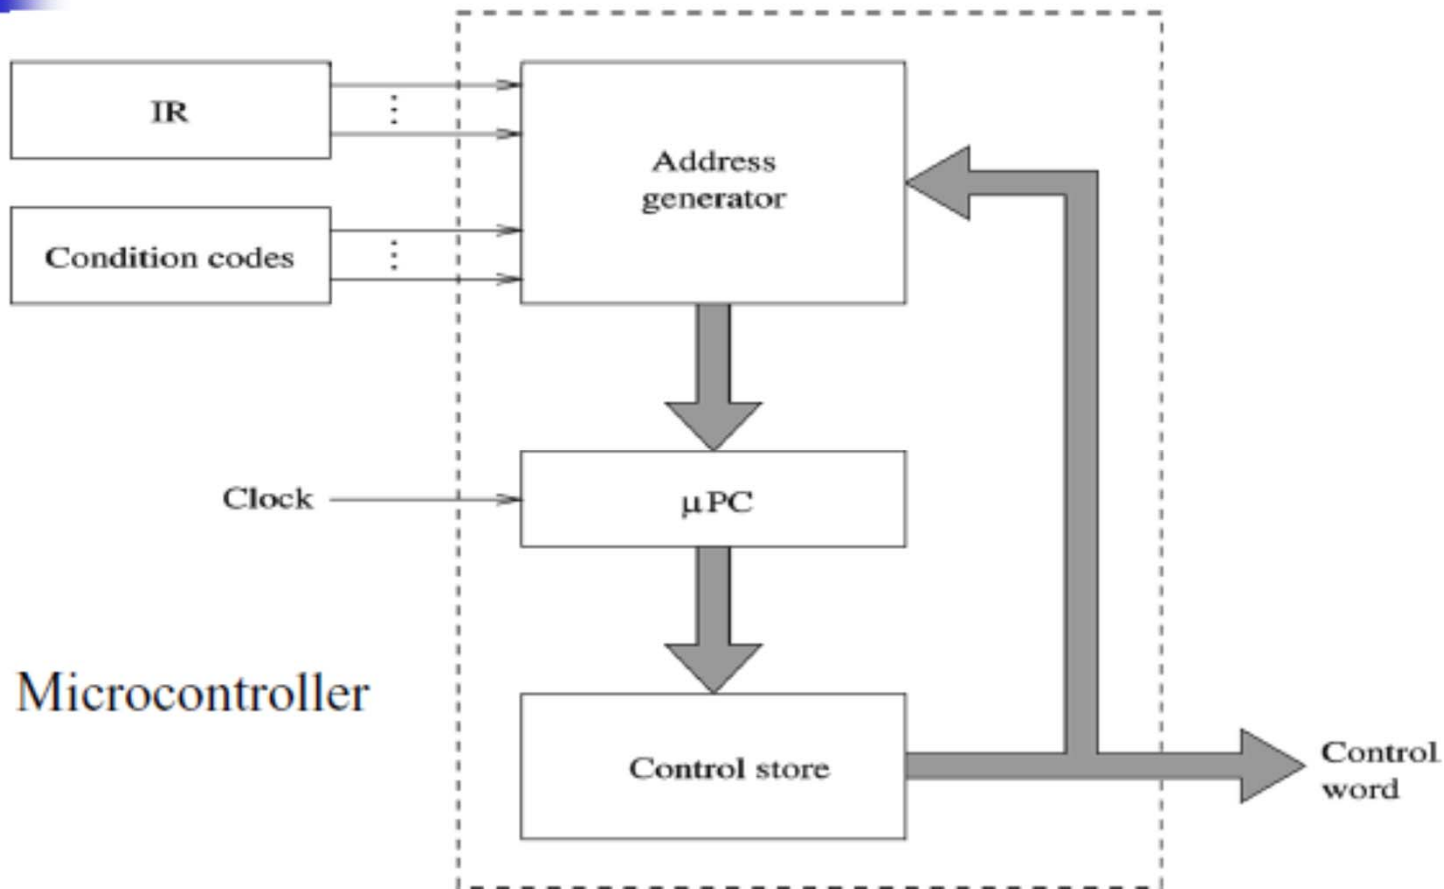 IR
Address
generator
Condition codes
Clock
μPC
Microcontroller
Control store
Control
word